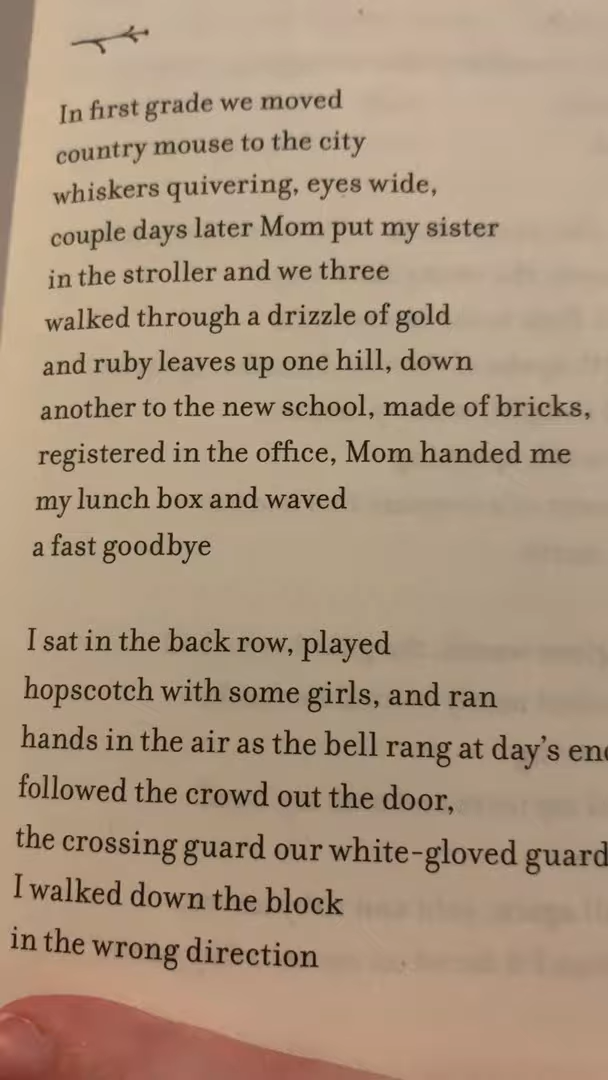 In first grade we moved
country mouse to the city
whiskers quivering, eyes wide,
couple days later Mom put my sister
in the stroller and we three
walked through a drizzle of gold
and ruby leaves up one hill, down
another to the new school, made of bricks,
registered in the office, Mom handed me
my lunch box and waved
a fast goodbye
I sat in the back row, played
hopscotch with some girls, and ran
hands in the air as the bell rang at day's
followed the crowd out the door,
the crossing guard our white-gloved guard
I walked down the block
in the wrong direction